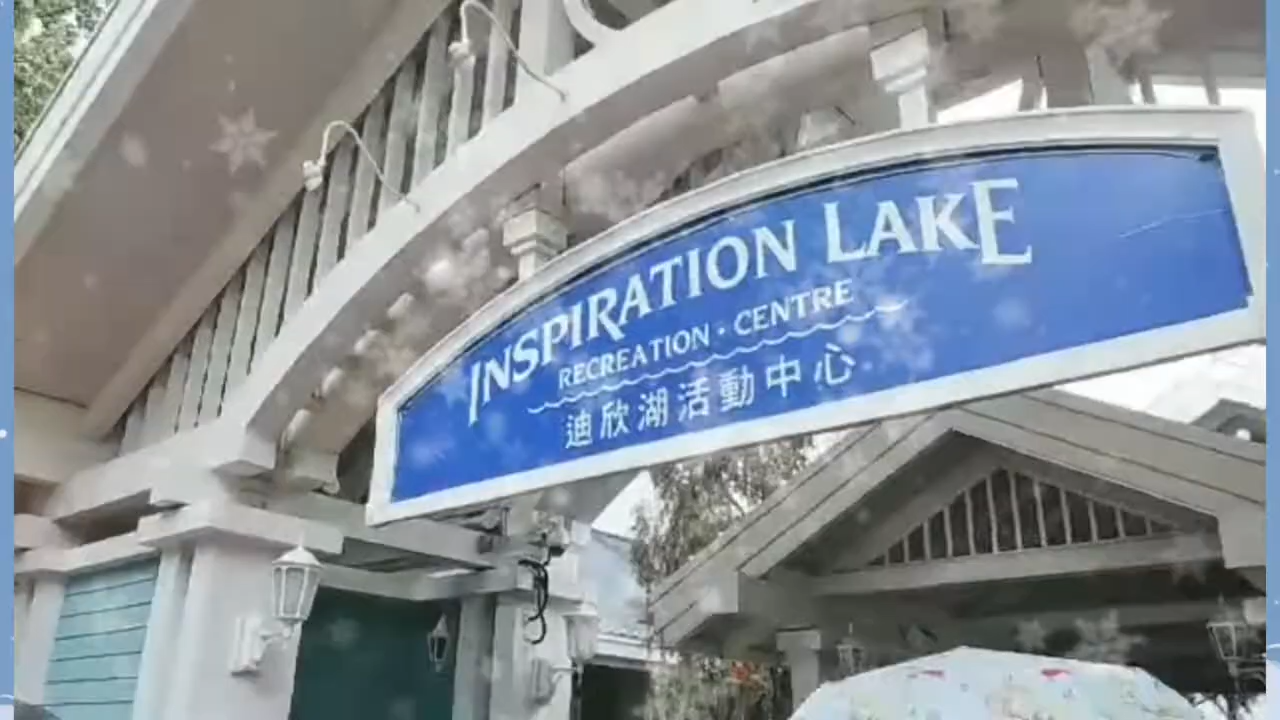 INSPIRATION LAKE
RECREATION · CENTRE
迪欣湖活動中心